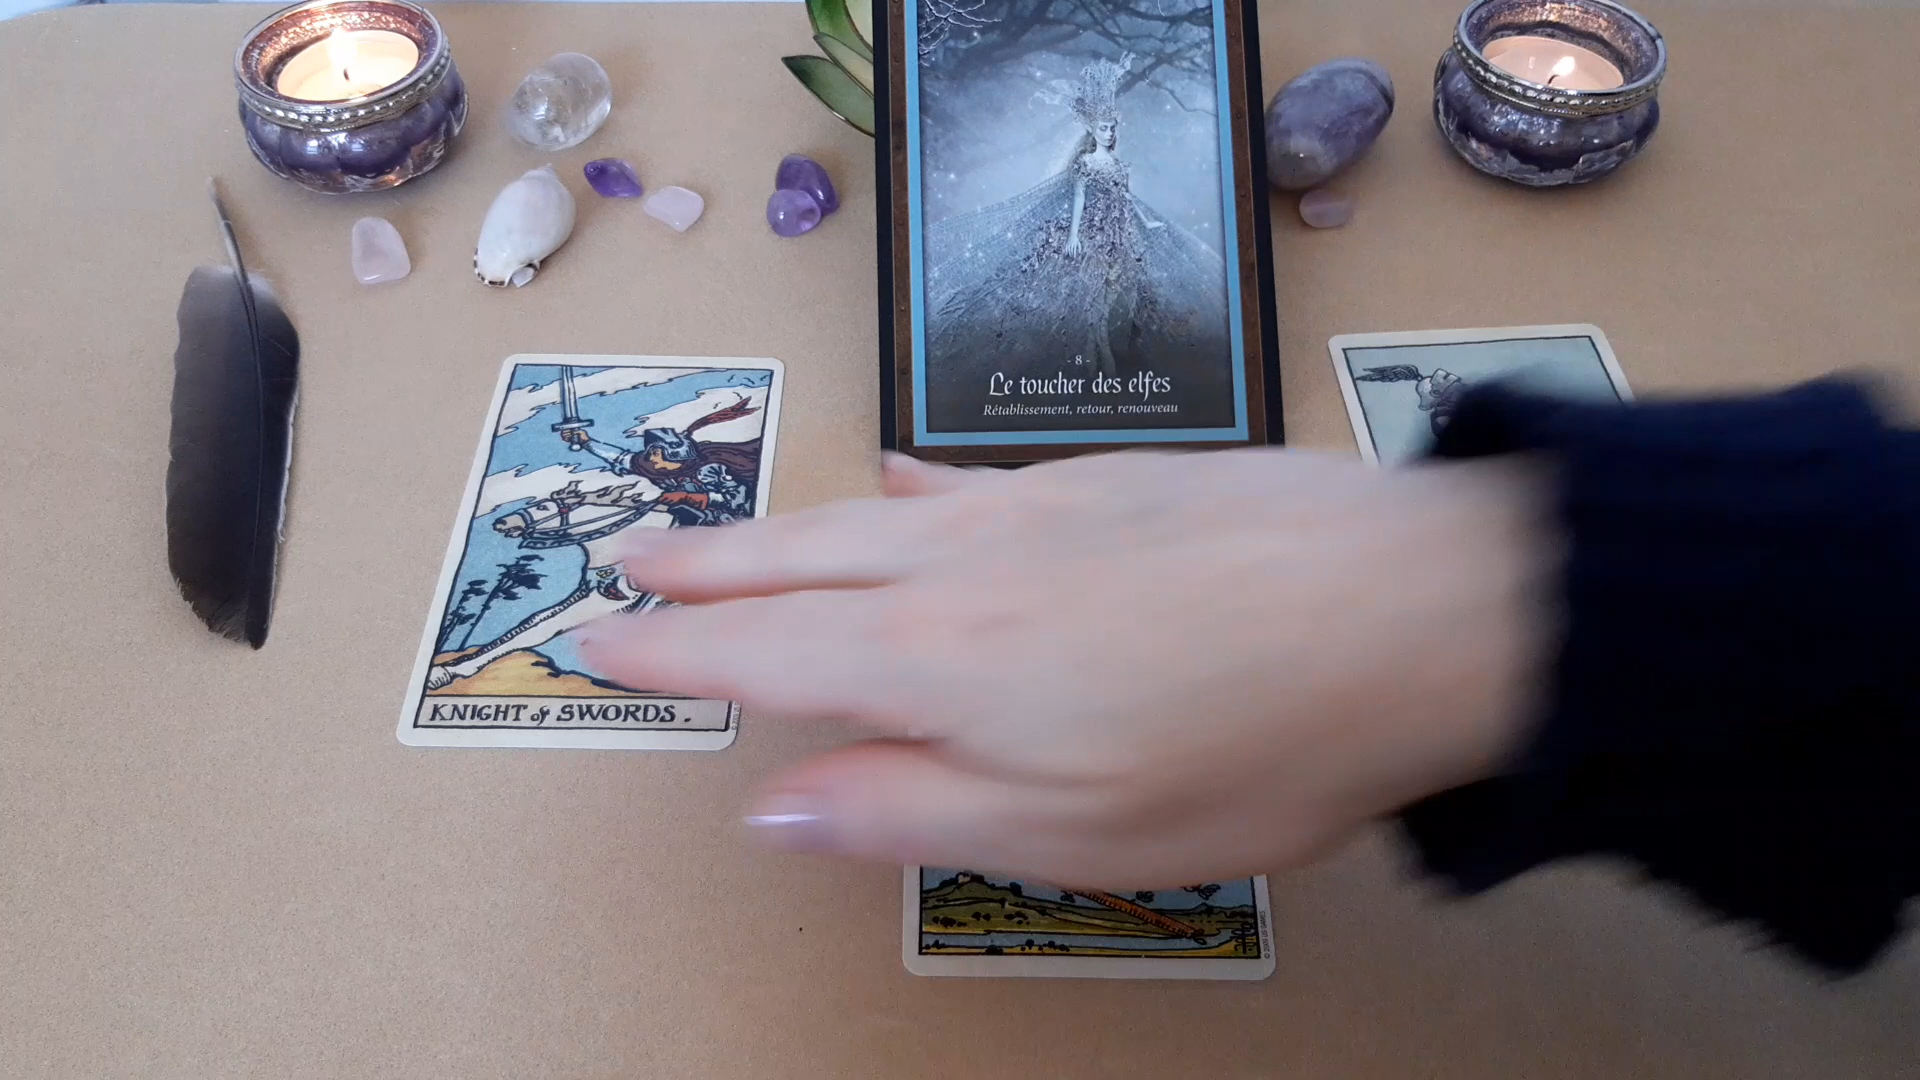 - 8 -
Le toucher des elfes
Rétablissement, retour, renouveau
KNIGHT of SWORDS.